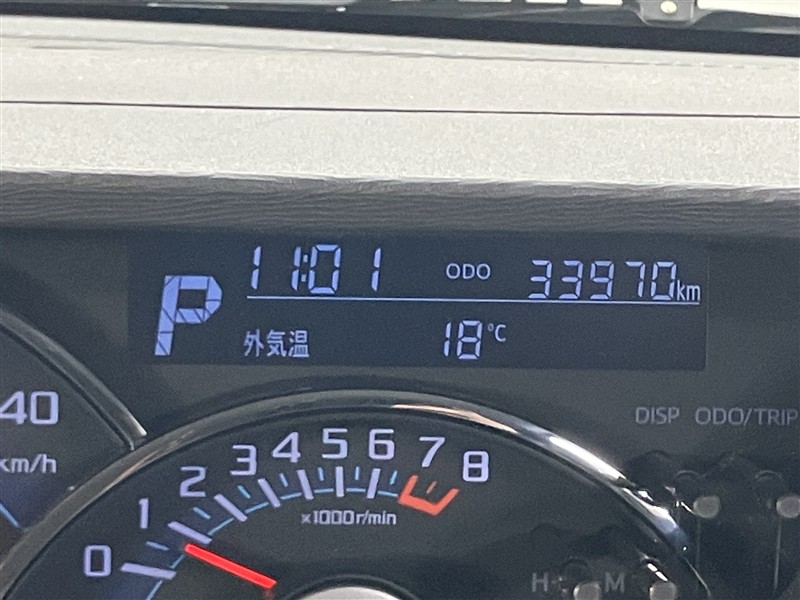 P
11:01 ODO 33970km
外気温 18℃
40
km/h
DISP ODO/TRIP
0 1 2 3 4 5 6 7 8
×1000r/min
H M